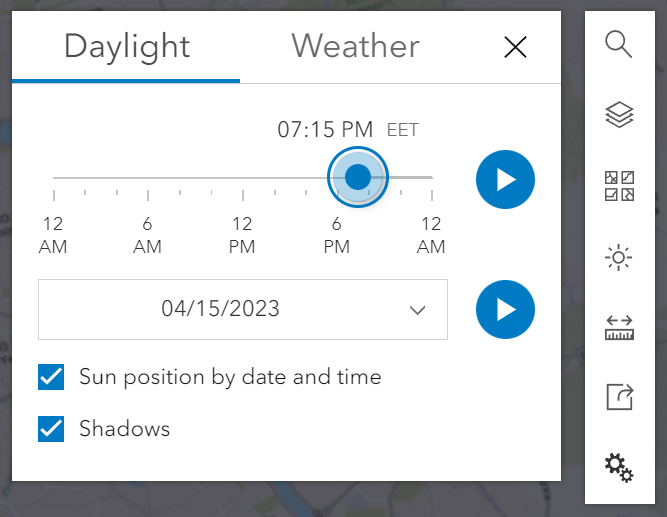 Daylight Weather
07:15 PM EET
12 6 12 6 12
AM AM PM PM AM
04/15/2023
Sun position by date and time
Shadows